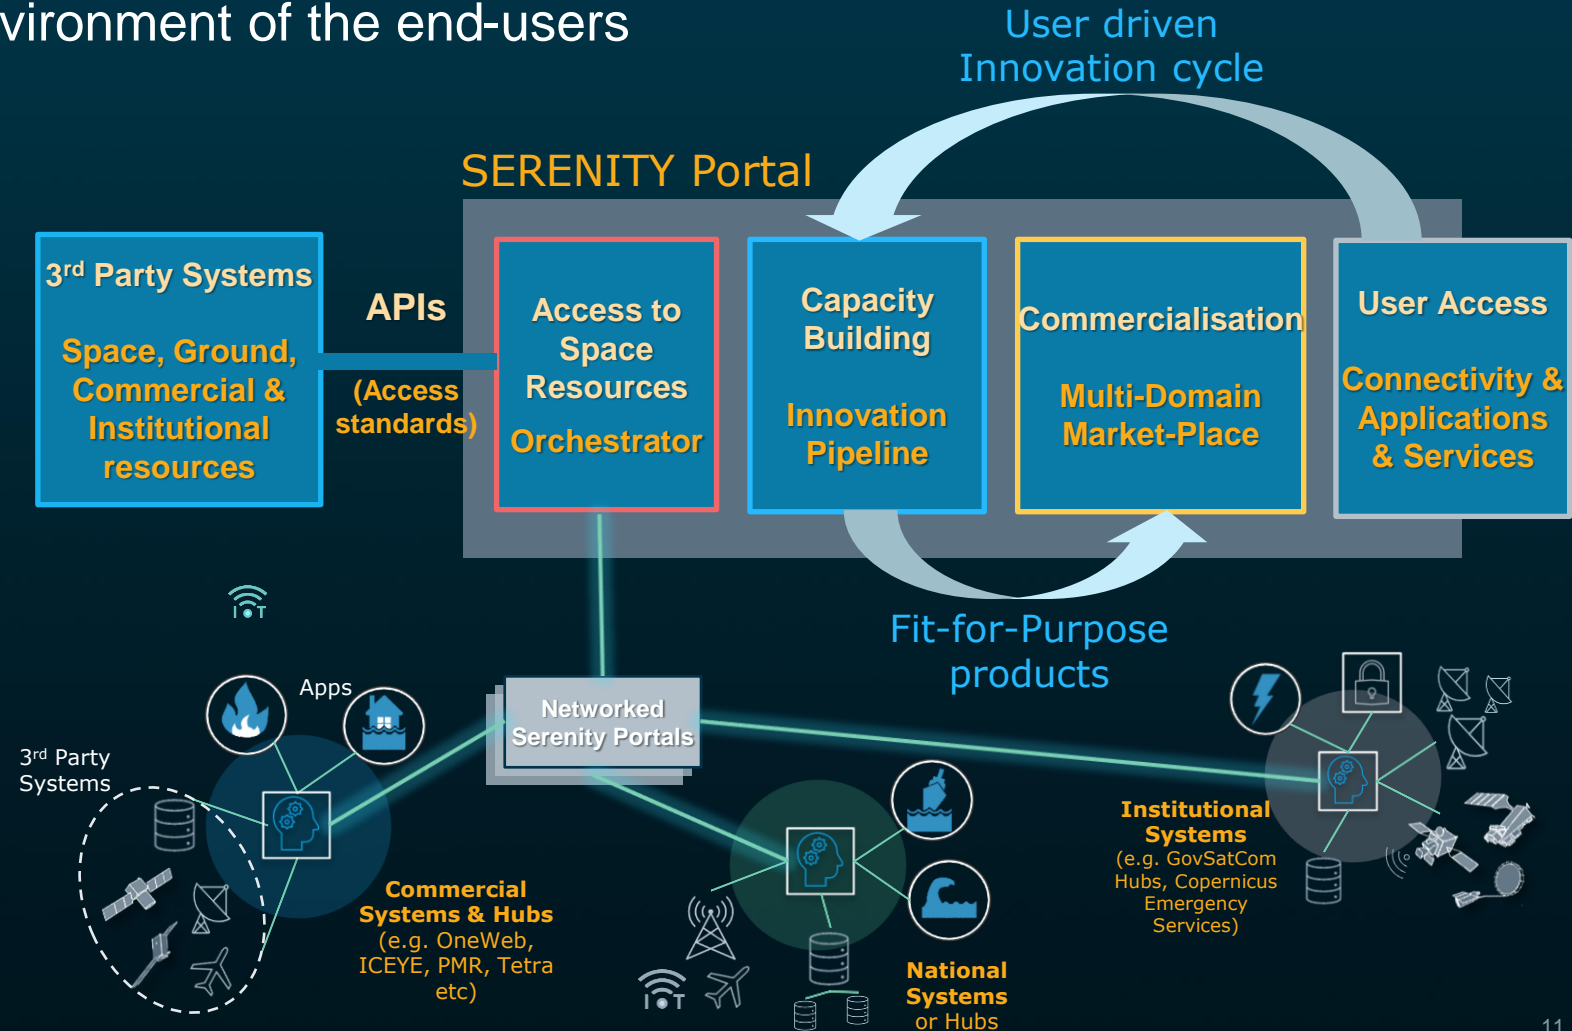 vironment of the end-users
User driven
Innovation cycle
SERENITY Portal
3rd Party Systems
Space, Ground,
Commercial &
Institutional
resources
APIs
(Access
standards)
Access to
Space
Resources
Orchestrator
Capacity
Building
Innovation
Pipeline
Commercialisation
Multi-Domain
Market-Place
User Access
Connectivity &
Applications
& Services
Fit-for-Purpose
products
IoT
Apps
3rd Party
Systems
Networked
Serenity Portals
Commercial
Systems & Hubs
(e.g. OneWeb,
ICEYE, PMR, Tetra
etc)
IoT
National
Systems
or Hubs
Institutional
Systems
(e.g. GovSatCom
Hubs, Copernicus
Emergency
Services)
11